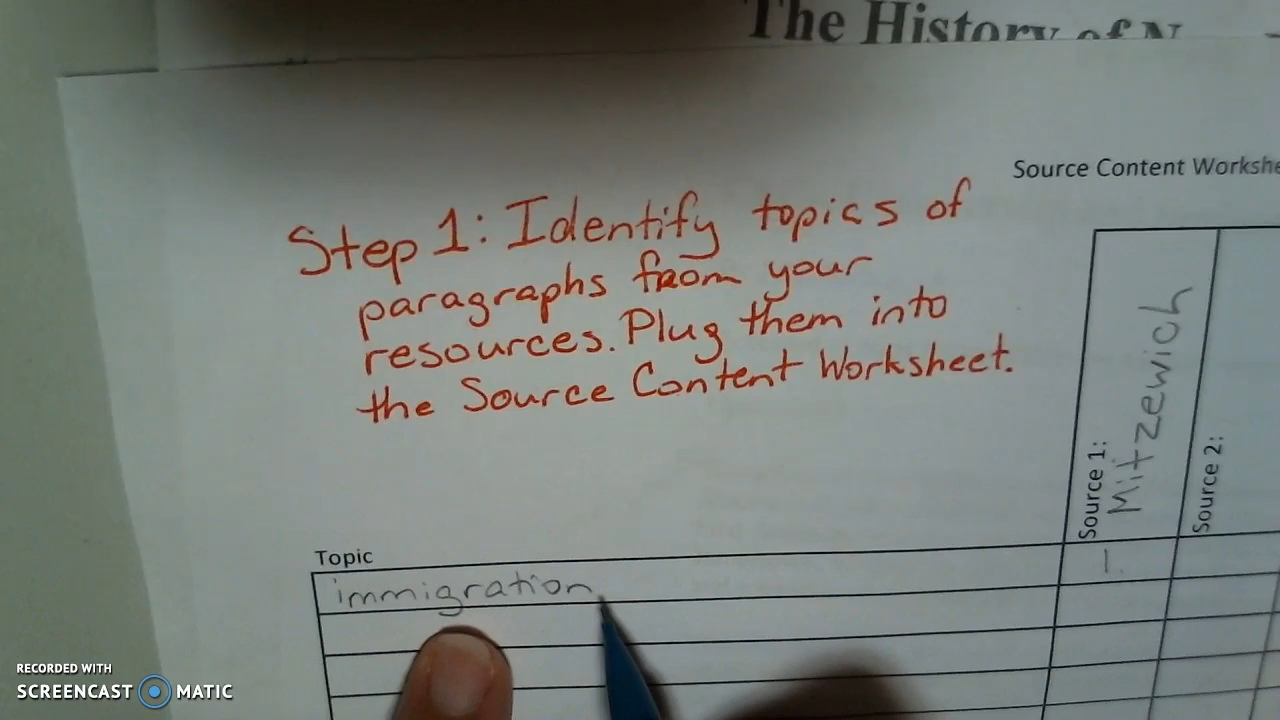 The History of N
Source Content Workshe
Step 1: Identify topics of
paragraphs from your
resources. Plug them into
the Source Content Worksheet.
Source 1:
Mitzewich
Source 2:
Topic
immigration
1.
RECORDED WITH
SCREENCAST MATIC